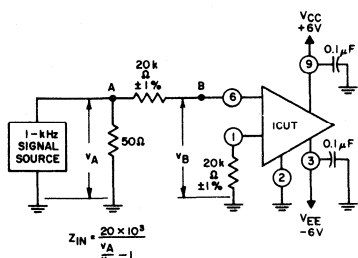 VCC
+6V
0.1µF
20k
Ω
±1%
A
B
6
9
1-kHz
SIGNAL
SOURCE
vA
50Ω
vB
1
ICUT
20k
Ω
±1%
2
3
0.1µF
VEE
-6V
ZIN = 20 × 10³
vA
-1